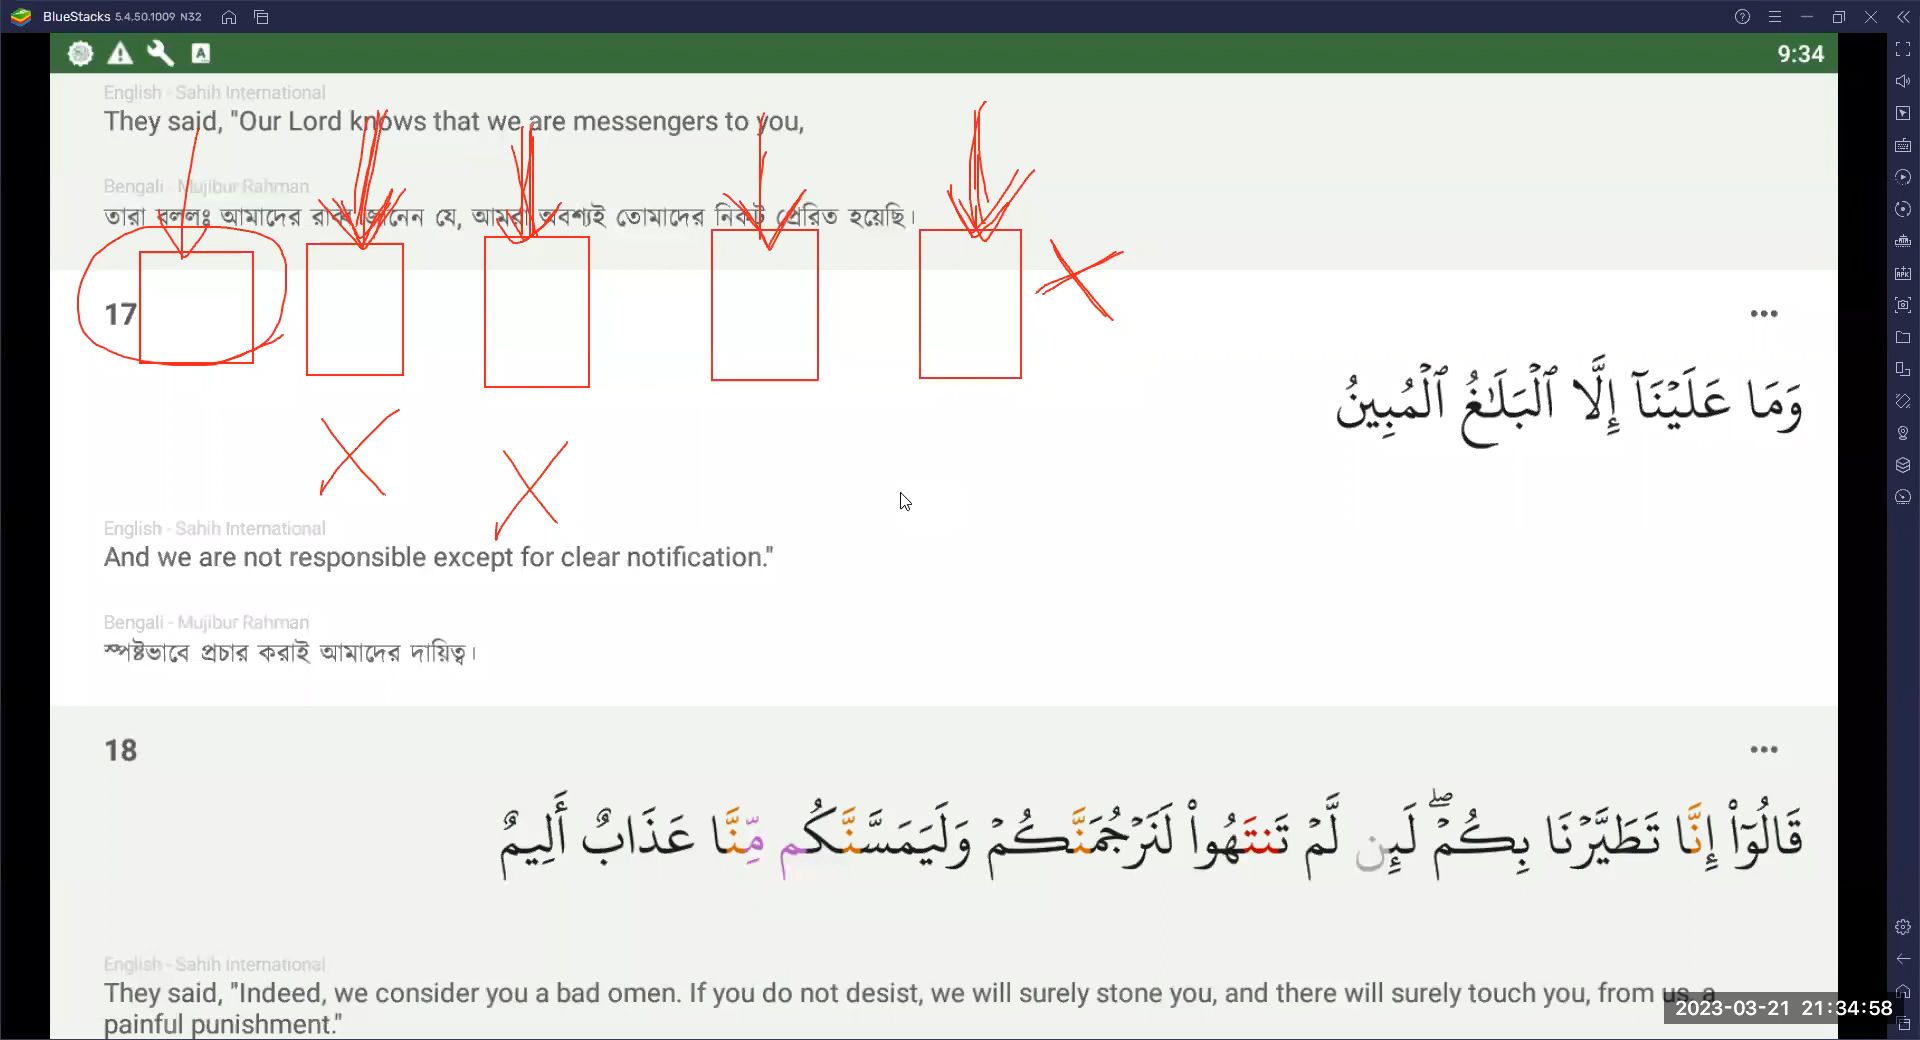 BlueStacks 5.4.50.1009 N32
9:34
English - Sahih International
They said, "Our Lord knows that we are messengers to you,
Bengali - Mujibur Rahman
তারা বললঃ আমাদের রাব্ব জানেন যে, আমরা অবশ্যই তোমাদের নিকট প্রেরিত হয়েছি।
17
وَمَا عَلَيْنَآ إِلَّا ٱلْبَلَـٰغُ ٱلْمُبِينُ
English - Sahih International
And we are not responsible except for clear notification."
Bengali - Mujibur Rahman
স্পষ্টভাবে প্রচার করাই আমাদের দায়িত্ব।
18
قَالُوٓا۟ إِنَّا تَطَيَّرْنَا بِكُمْ ۖ لَئِن لَّمْ تَنتَهُوا۟ لَنَرْجُمَنَّكُمْ وَلَيَمَسَّنَّكُم مِّنَّا عَذَابٌ أَلِيمٌ
English - Sahih International
They said, "Indeed, we consider you a bad omen. If you do not desist, we will surely stone you, and there will surely touch you, from us, a
painful punishment."
2023-03-21 21:34:58